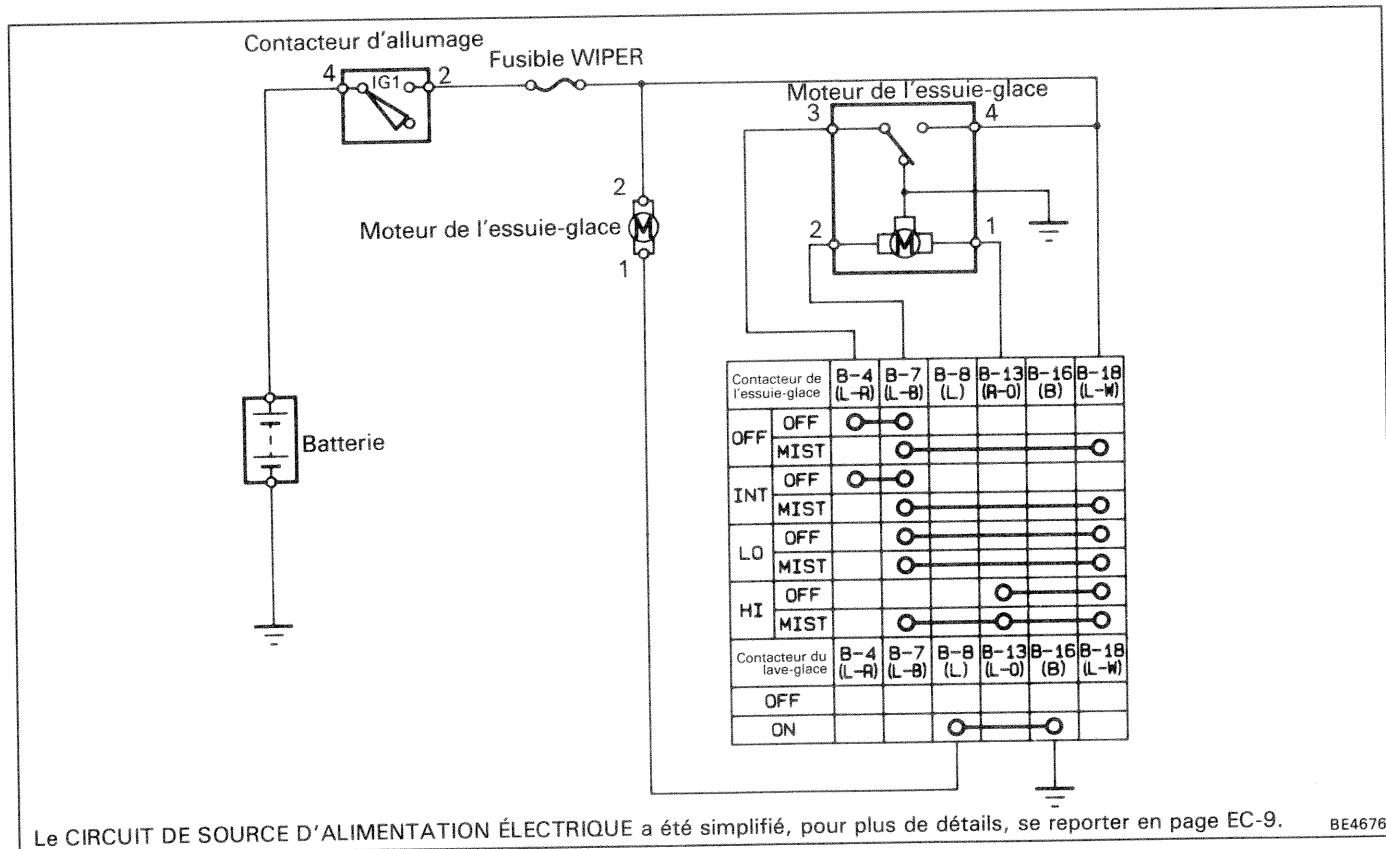 Contacteur d'allumage
Fusible WIPER
4 IG1 2
Moteur de l'essuie-glace
3 4
2
Moteur de l'essuie-glace
1
2 1
Batterie
Contacteur de l'essuie-glace B-4 (L-R) B-7 (L-B) B-8 (L) B-13 (R-O) B-16 (B) B-18 (L-W)
OFF OFF
MIST
INT OFF
MIST
LO OFF
MIST
HI OFF
MIST
Contacteur du lave-glace B-4 (L-R) B-7 (L-B) B-8 (L) B-13 (L-O) B-16 (B) B-18 (L-W)
OFF
ON
M
M
Le CIRCUIT DE SOURCE D'ALIMENTATION ÉLECTRIQUE a été simplifié, pour plus de détails, se reporter en page EC-9. BE4676